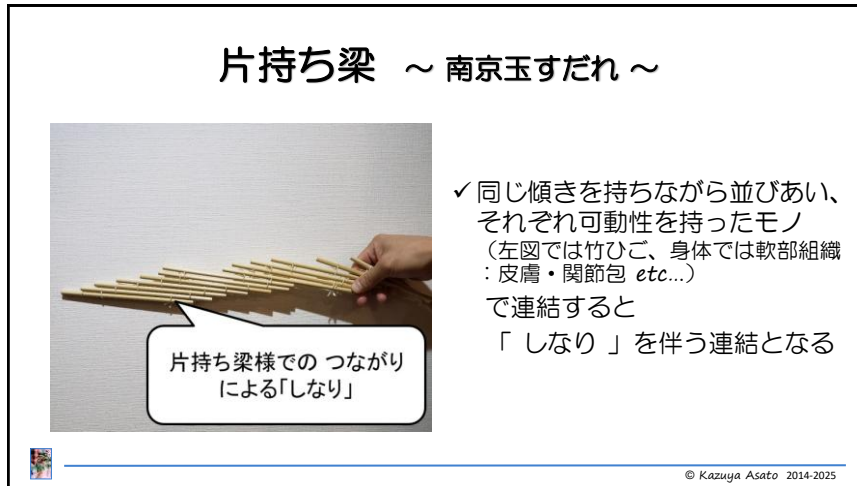 片持ち梁 ～ 南京玉すだれ ～
✓ 同じ傾きを持ちながら並びあい、
それぞれ可動性を持ったモノ
（左図では竹ひご、身体では軟部組織
：皮膚・関節包 etc…）
で連結すると
「 しなり 」を伴う連結となる
片持ち梁様での つながり
による「しなり」
© Kazuya Asato 2014-2025